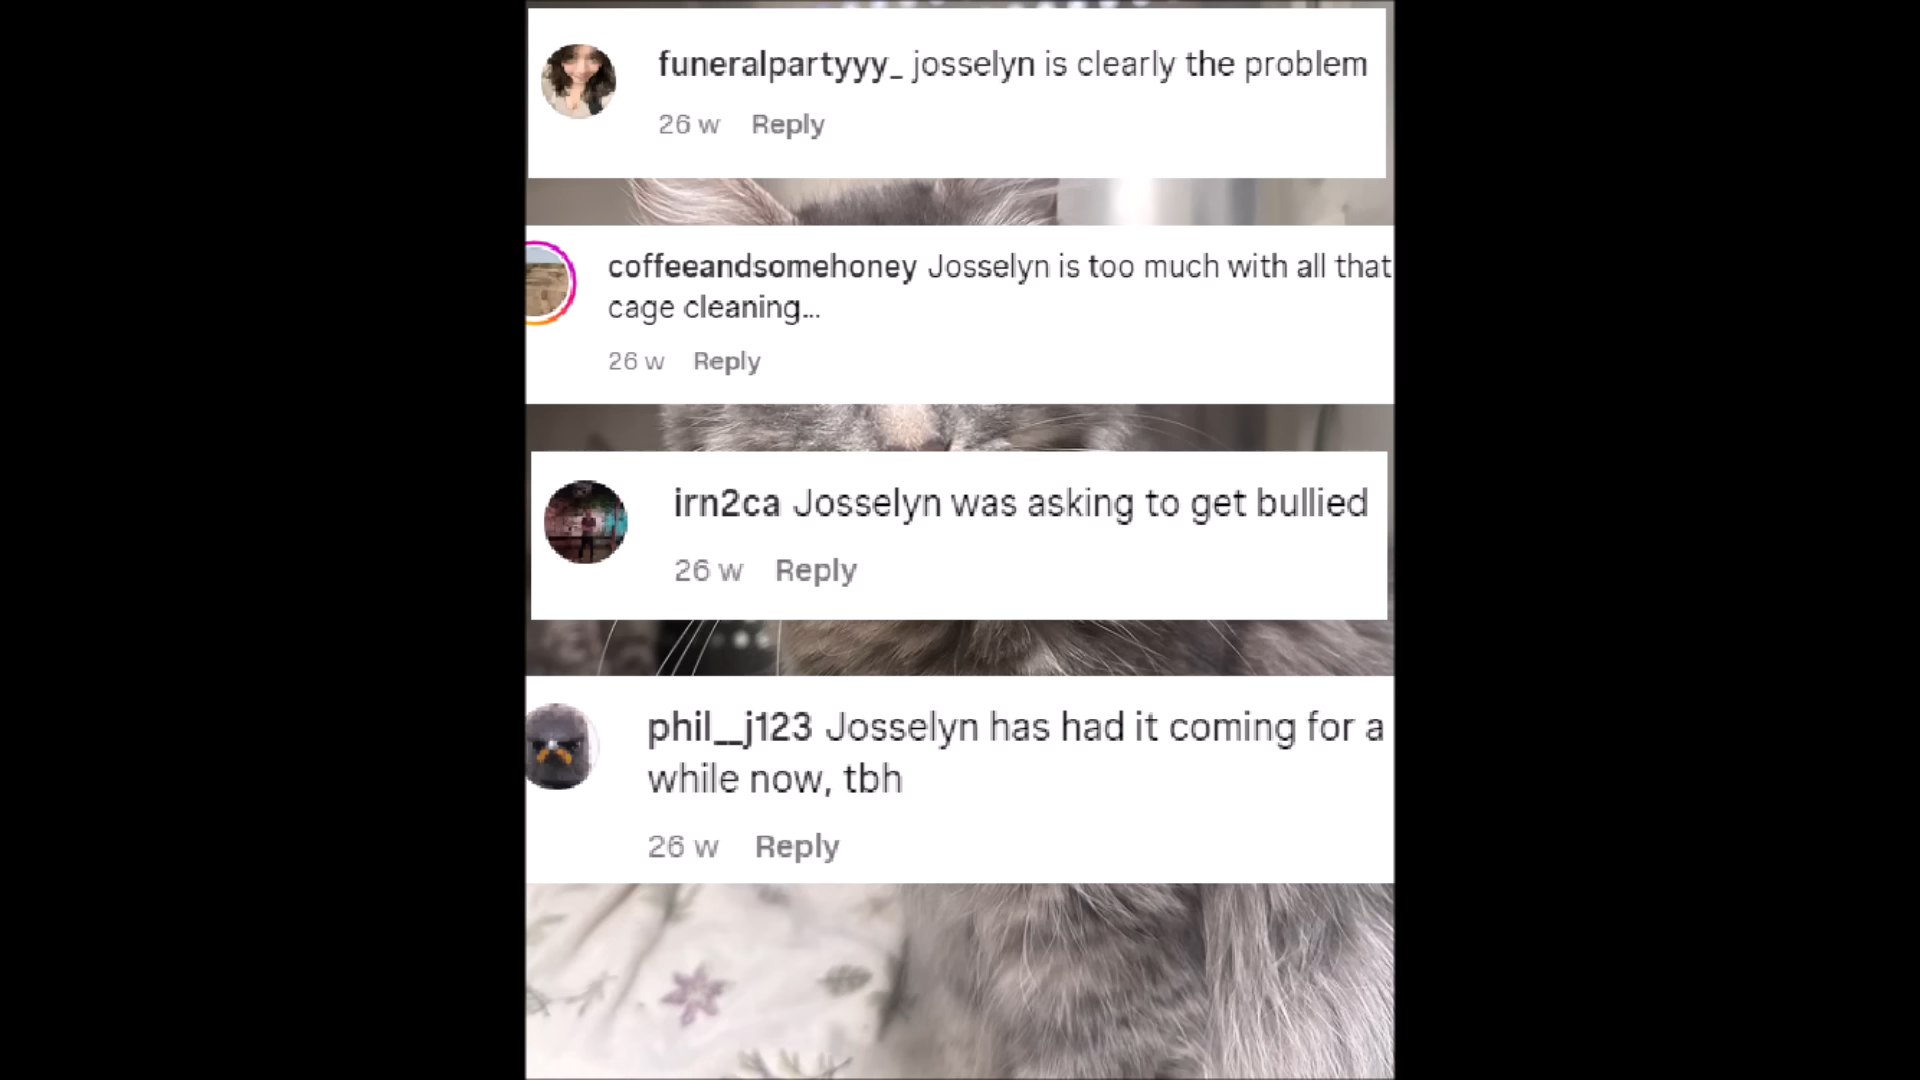 funeralpartyyy_ josselyn is clearly the problem
26 w Reply
coffeeandsomehoney Josselyn is too much with all that
cage cleaning...
26 w Reply
irn2ca Josselyn was asking to get bullied
26 w Reply
phil__j123 Josselyn has had it coming for a
while now, tbh
26 w Reply